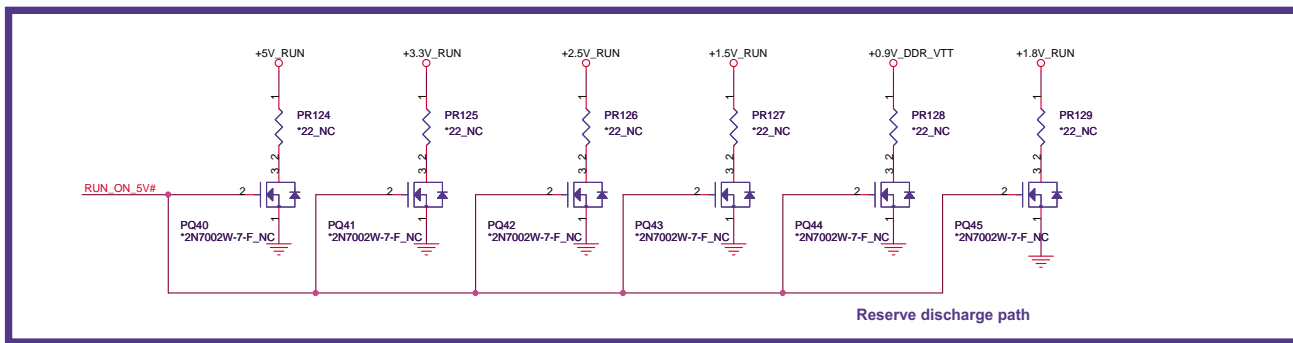 +5V_RUN
+3.3V_RUN
+2.5V_RUN
+1.5V_RUN
+0.9V_DDR_VTT
+1.8V_RUN
1
1
1
1
1
1
PR124
*22_NC
PR125
*22_NC
PR126
*22_NC
PR127
*22_NC
PR128
*22_NC
PR129
*22_NC
3 2
3 2
3 2
3 2
3 2
3 2
RUN_ON_5V#
2
2
2
2
2
2
1
1
1
1
1
1
PQ40
*2N7002W-7-F_NC
PQ41
*2N7002W-7-F_NC
PQ42
*2N7002W-7-F_NC
PQ43
*2N7002W-7-F_NC
PQ44
*2N7002W-7-F_NC
PQ45
*2N7002W-7-F_NC
Reserve discharge path